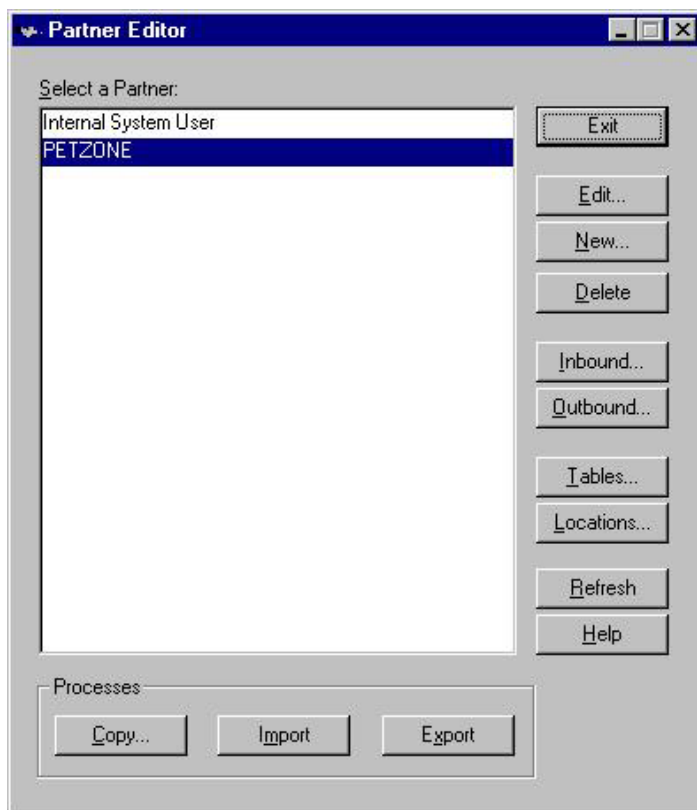 Partner Editor
Select a Partner:
Internal System User
PETZONE
Exit
Edit...
New...
Delete
Inbound...
Outbound...
Tables...
Locations...
Refresh
Help
Processes
Copy...
Import
Export